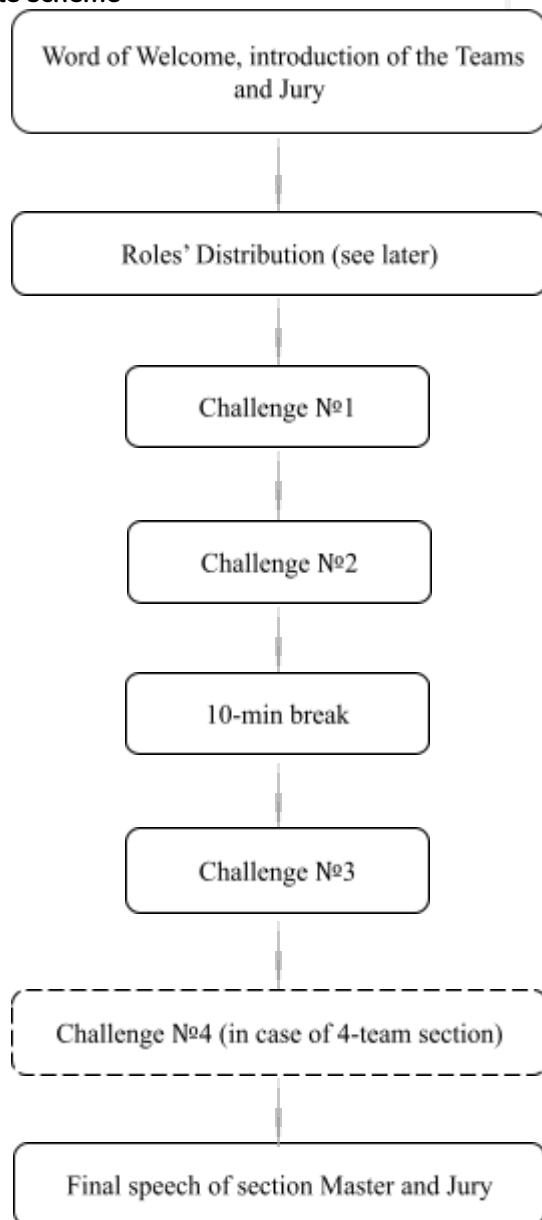 Scheme
Word of Welcome, introduction of the Teams
and Jury
Roles’ Distribution (see later)
Challenge №1
Challenge №2
10-min break
Challenge №3
Challenge №4 (in case of 4-team section)
Final speech of section Master and Jury